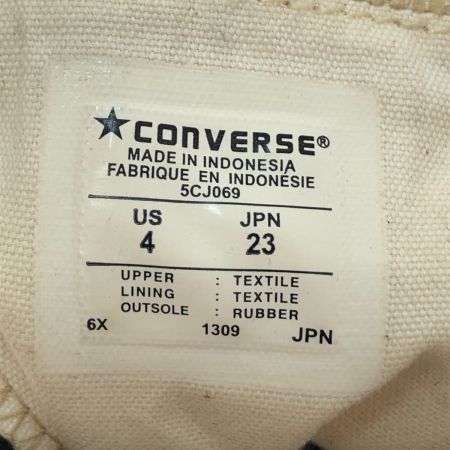 ★CONVERSE®
MADE IN INDONESIA
FABRIQUE EN INDONÉSIE
5CJ069
US JPN
4 23
UPPER : TEXTILE
LINING : TEXTILE
OUTSOLE : RUBBER
6X 1309 JPN